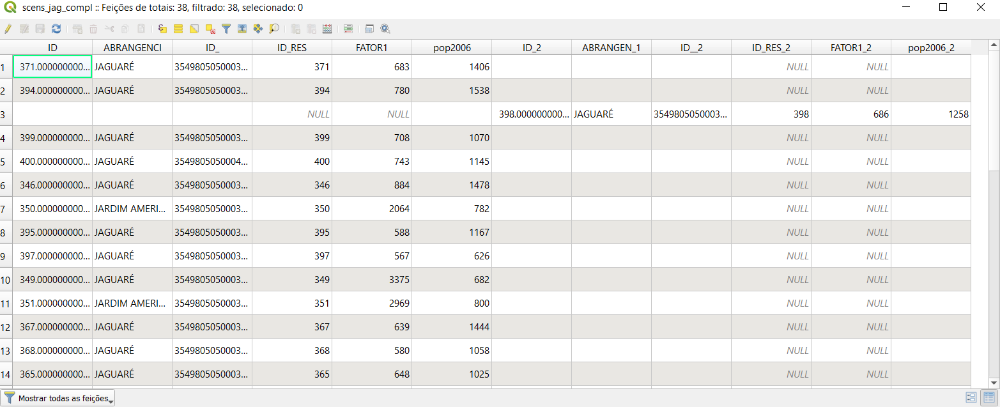 scens_jag_compl :: Feições de totais: 38, filtrado: 38, selecionado: 0
ID ABRANGENCI ID_ ID_RES FATOR1 pop2006 ID_2 ABRANGEN_1 ID__2 ID_RES_2 FATOR1_2 pop2006_2
1 371.000000000... JAGUARÉ 3549805050003... 371 683 1406 NULL NULL
2 394.000000000... JAGUARÉ 3549805050003... 394 780 1538 NULL NULL
3 NULL NULL 398.000000000... JAGUARÉ 3549805050003... 398 686 1258
4 399.000000000... JAGUARÉ 3549805050003... 399 708 1070 NULL NULL
5 400.000000000... JAGUARÉ 3549805050004... 400 743 1145 NULL NULL
6 346.000000000... JAGUARÉ 3549805050003... 346 884 1478 NULL NULL
7 350.000000000... JARDIM AMERI... 3549805050003... 350 2064 782 NULL NULL
8 395.000000000... JAGUARÉ 3549805050003... 395 588 1167 NULL NULL
9 397.000000000... JAGUARÉ 3549805050003... 397 567 626 NULL NULL
10 349.000000000... JAGUARÉ 3549805050003... 349 3375 682 NULL NULL
11 351.000000000... JARDIM AMERI... 3549805050003... 351 2969 800 NULL NULL
12 367.000000000... JAGUARÉ 3549805050003... 367 639 1444 NULL NULL
13 368.000000000... JAGUARÉ 3549805050003... 368 580 1058 NULL NULL
14 365.000000000... JAGUARÉ 3549805050003... 365 648 1025 NULL NULL
Mostrar todas as feições